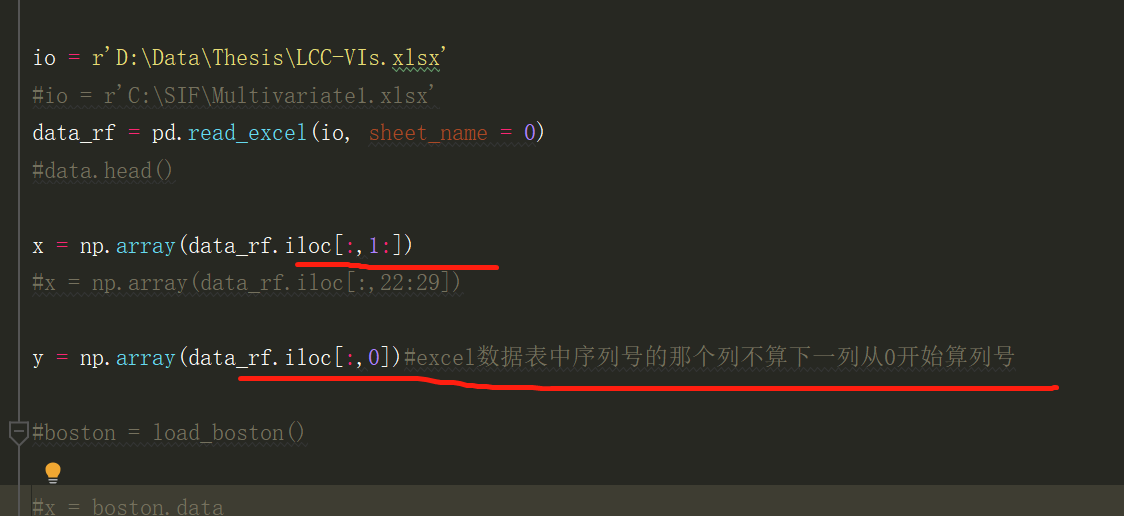 io = r'D:\Data\Thesis\LCC-VIs.xlsx'
#io = r'C:\SIF\Multivariate1.xlsx'
data_rf = pd.read_excel(io, sheet_name = 0)
#data.head()
x = np.array(data_rf.iloc[:,1:])
#x = np.array(data_rf.iloc[:,22:29])
y = np.array(data_rf.iloc[:,0])#excel数据表中序列号的那个列不算下一列从0开始算列号
#boston = load_boston()
#x = boston.data